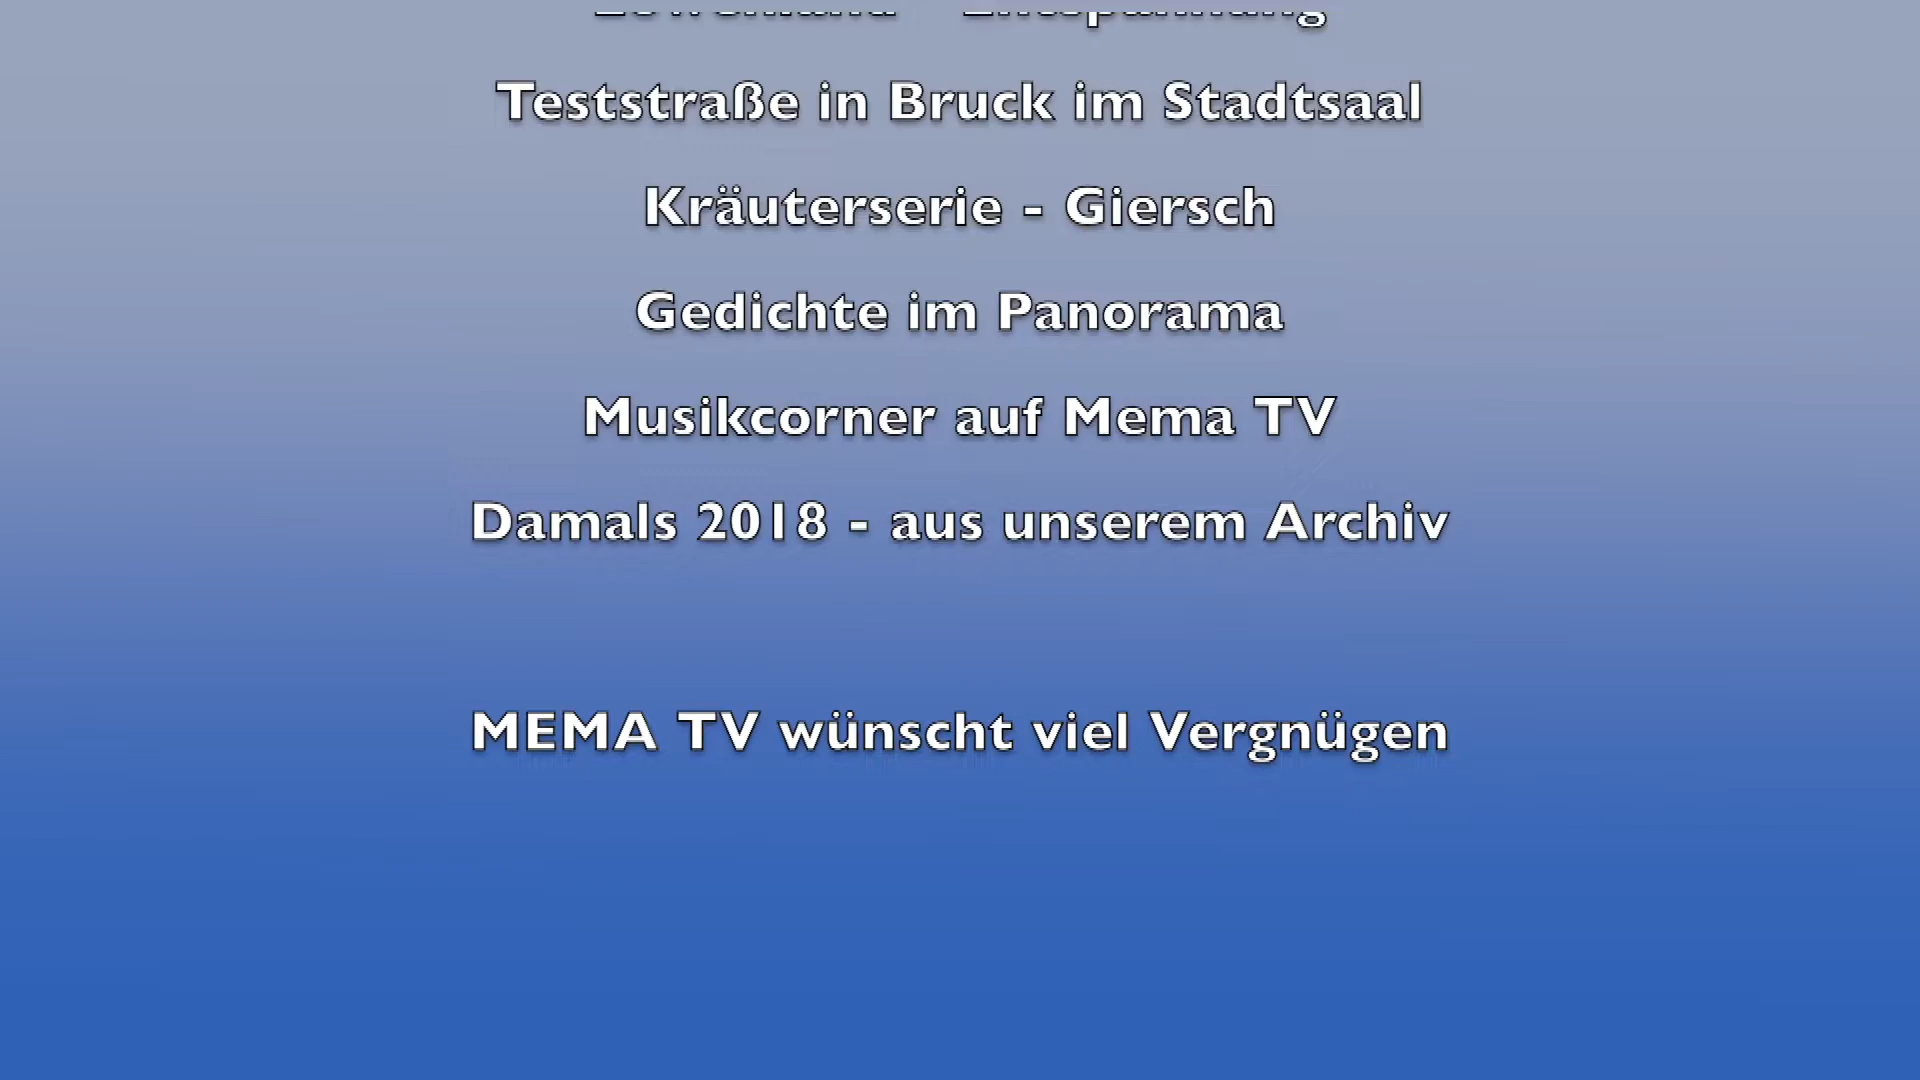 Entspannung
Teststraße in Bruck im Stadtsaal
Kräuterserie - Giersch
Gedichte im Panorama
Musikcorner auf Mema TV
Damals 2018 - aus unserem Archiv
MEMA TV wünscht viel Vergnügen